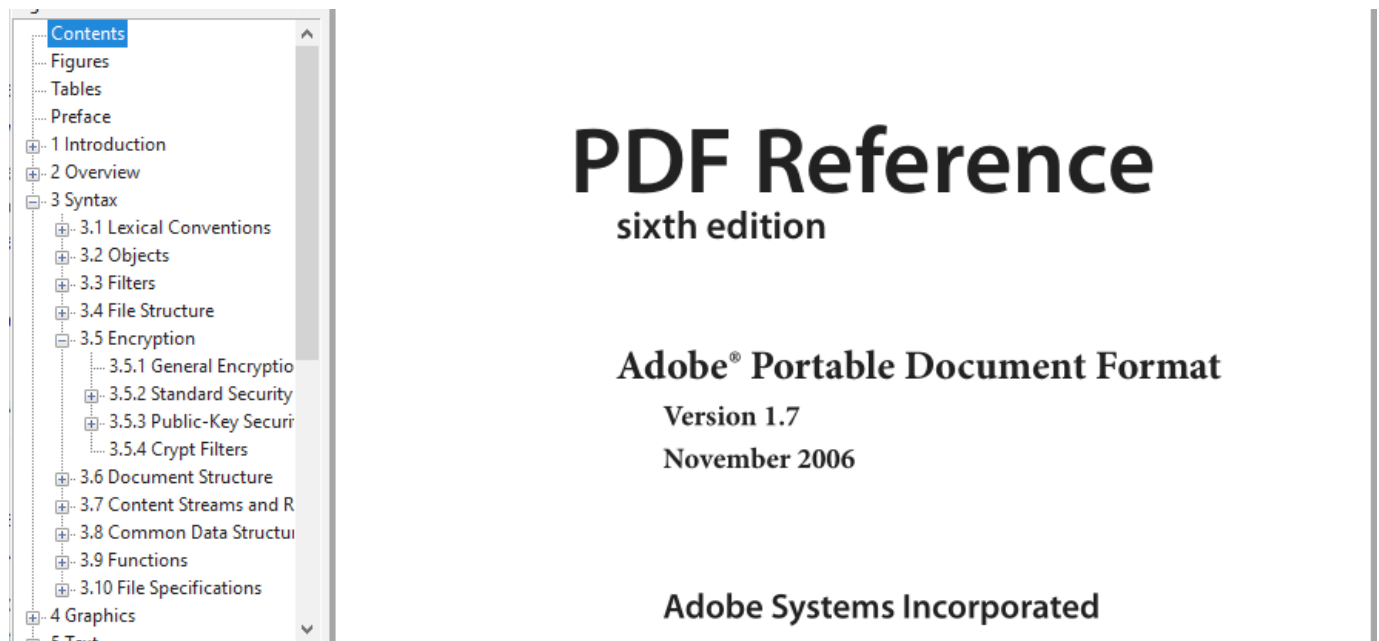 Contents
Figures
Tables
Preface
1 Introduction
2 Overview
3 Syntax
3.1 Lexical Conventions
3.2 Objects
3.3 Filters
3.4 File Structure
3.5 Encryption
3.5.1 General Encryptio
3.5.2 Standard Security
3.5.3 Public-Key Securi
3.5.4 Crypt Filters
3.6 Document Structure
3.7 Content Streams and R
3.8 Common Data Structu
3.9 Functions
3.10 File Specifications
4 Graphics
5 Text
PDF Reference
sixth edition
Adobe® Portable Document Format
Version 1.7
November 2006
Adobe Systems Incorporated